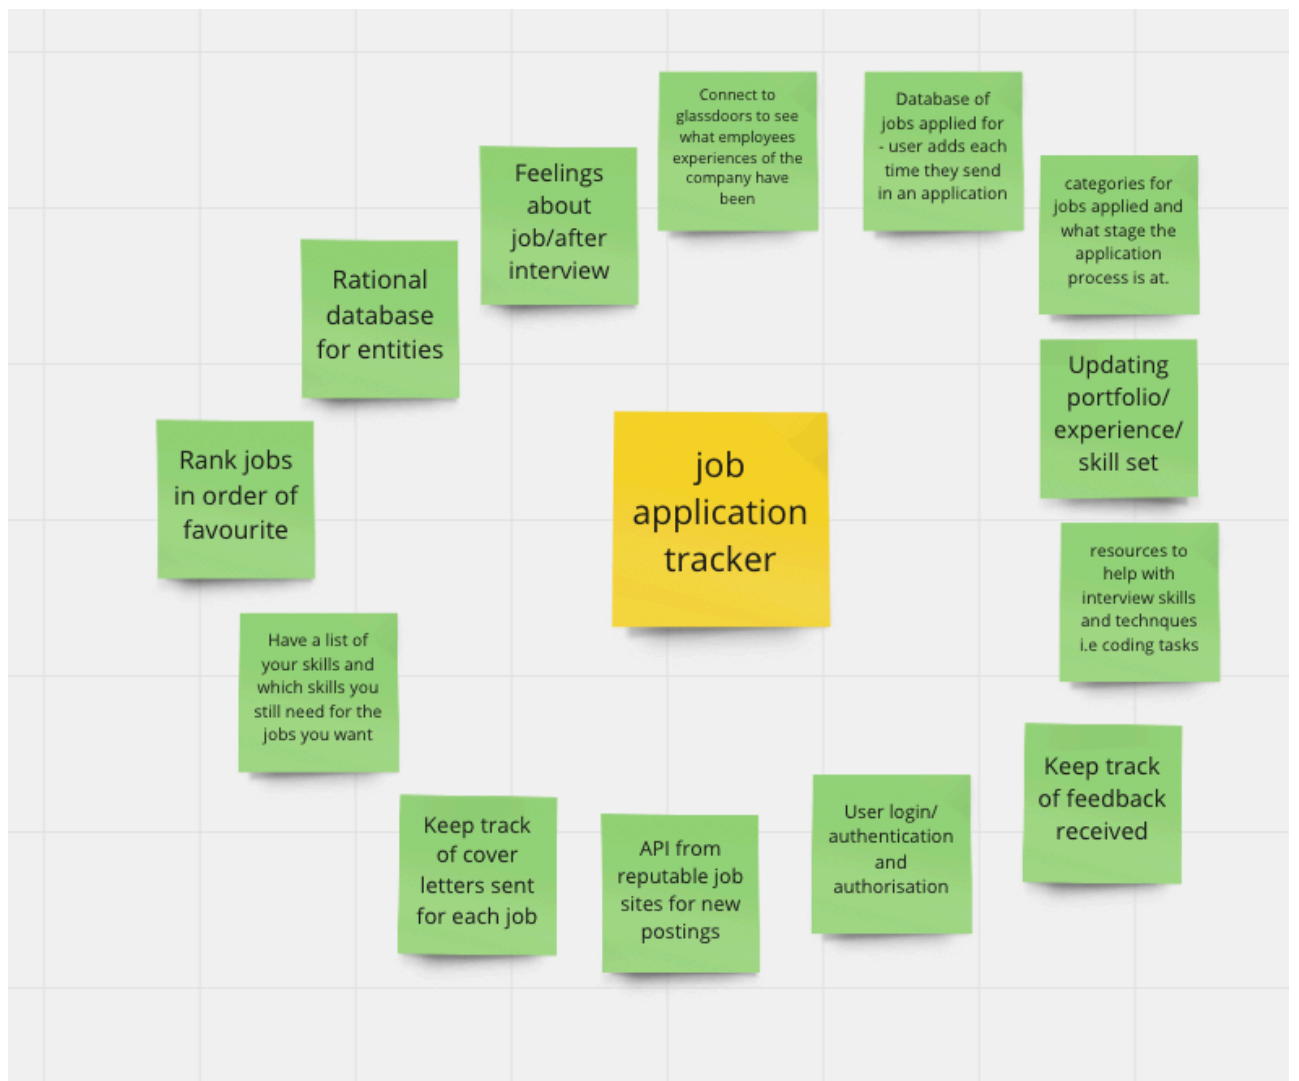 Connect to
glassdoors to see
what employees
experiences of the
company have
been
Database of
jobs applied for
- user adds each
time they send
in an application
categories for
jobs applied and
what stage the
application
process is at.
Feelings
about
job/after
interview
Rational
database
for entities
Updating
portfolio/
experience/
skill set
job
application
tracker
Rank jobs
in order of
favourite
resources to
help with
interview skills
and technques
i.e coding tasks
Have a list of
your skills and
which skills you
still need for the
jobs you want
Keep track
of feedback
received
User login/
authentication
and
authorisation
Keep track
of cover
letters sent
for each job
API from
reputable job
sites for new
postings